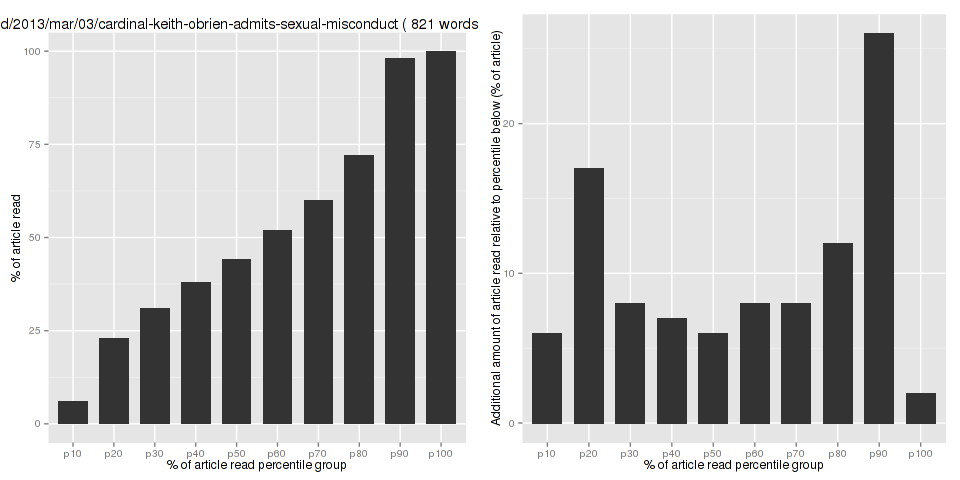 d/2013/mar/03/cardinal-keith-obrien-admits-sexual-misconduct ( 821 words
% of article read
100
75
50
25
0
p10 p20 p30 p40 p50 p60 p70 p80 p90 p100
% of article read percentile group
Additional amount of article read relative to percentile below (% of article)
20
10
0
p10 p20 p30 p40 p50 p60 p70 p80 p90 p100
% of article read percentile group